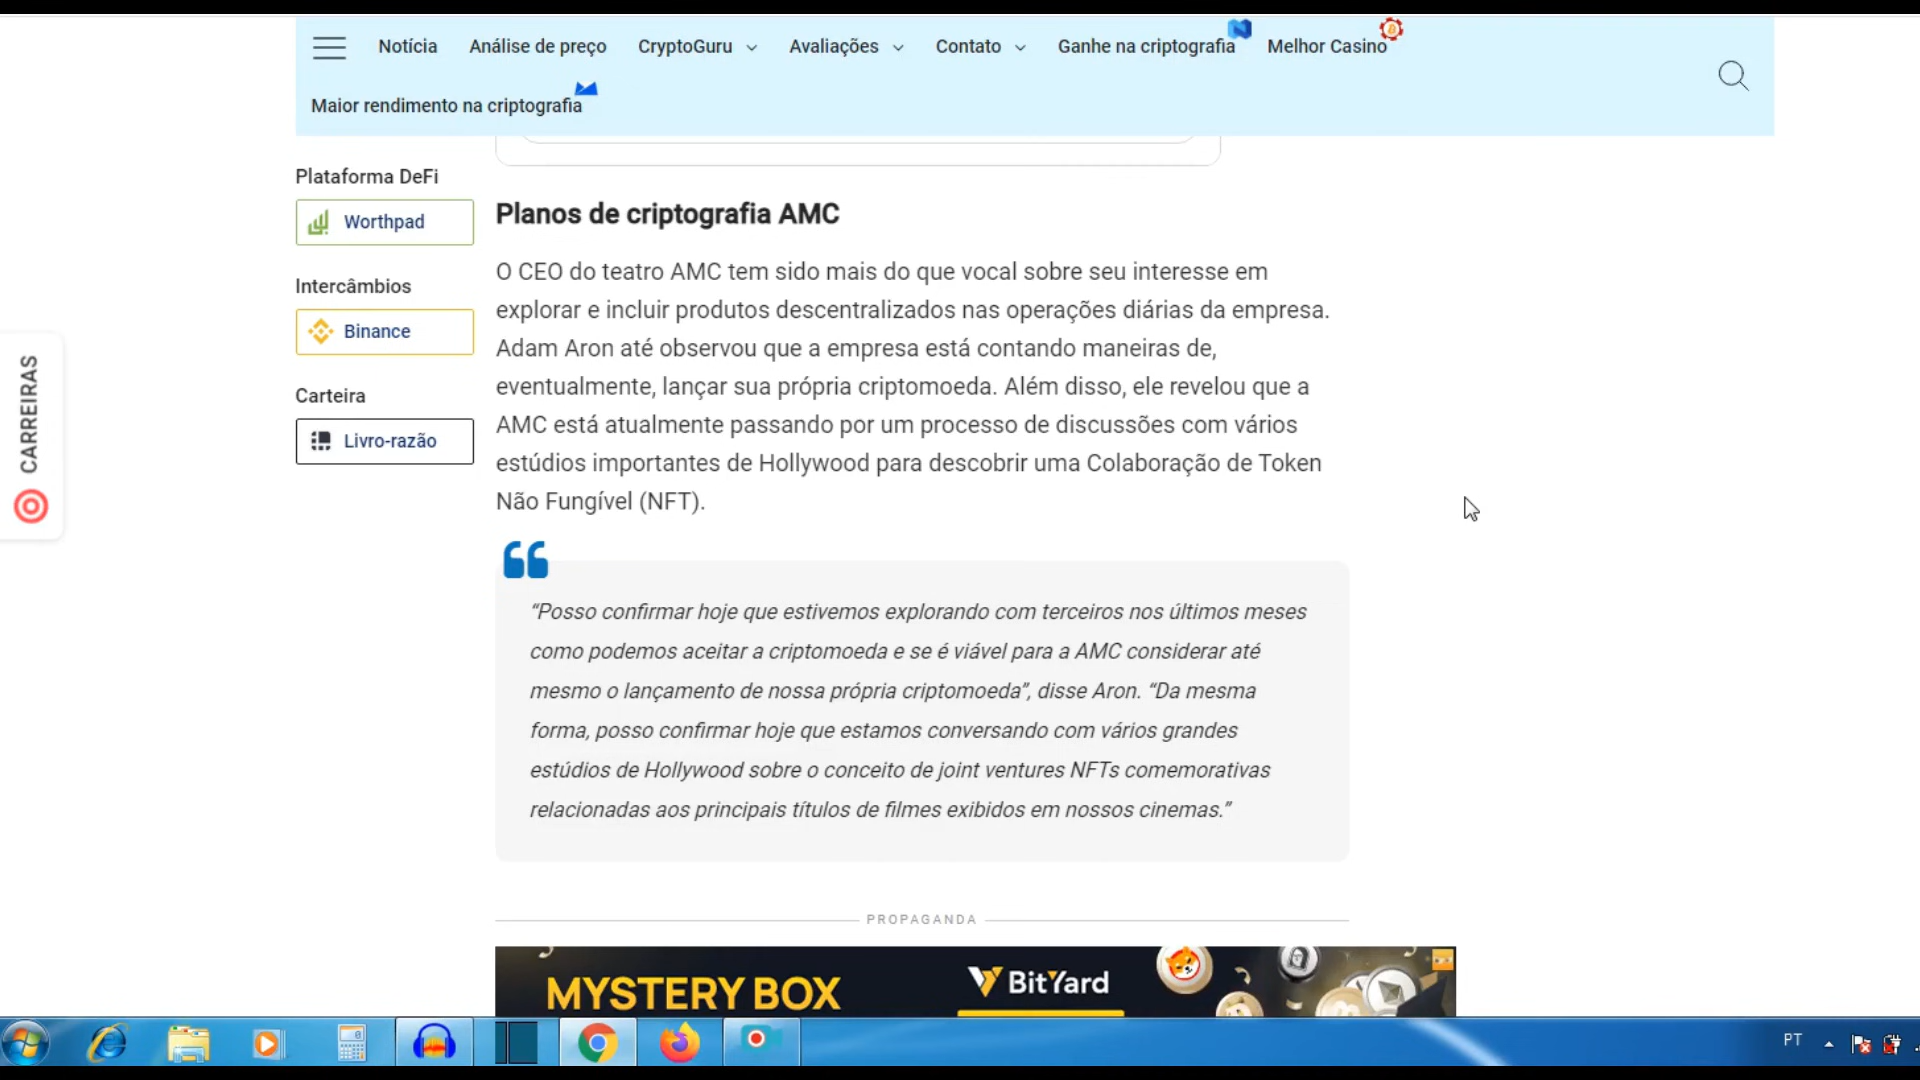 Notícia Análise de preço CryptoGuru Avaliações Contato Ganhe na criptografia Melhor Casino
Maior rendimento na criptografia
Plataforma DeFi
Worthpad
Intercâmbios
Binance
Carteira
Livro-razão
CARREIRAS
Planos de criptografia AMC
O CEO do teatro AMC tem sido mais do que vocal sobre seu interesse em
explorar e incluir produtos descentralizados nas operações diárias da empresa.
Adam Aron até observou que a empresa está contando maneiras de,
eventualmente, lançar sua própria criptomoeda. Além disso, ele revelou que a
AMC está atualmente passando por um processo de discussões com vários
estúdios importantes de Hollywood para descobrir uma Colaboração de Token
Não Fungível (NFT).
“Posso confirmar hoje que estivemos explorando com terceiros nos últimos meses
como podemos aceitar a criptomoeda e se é viável para a AMC considerar até
mesmo o lançamento de nossa própria criptomoeda”, disse Aron. “Da mesma
forma, posso confirmar hoje que estamos conversando com vários grandes
estúdios de Hollywood sobre o conceito de joint ventures NFTs comemorativas
relacionadas aos principais títulos de filmes exibidos em nossos cinemas.”
PROPAGANDA
MYSTERY BOX
BitYard
PT